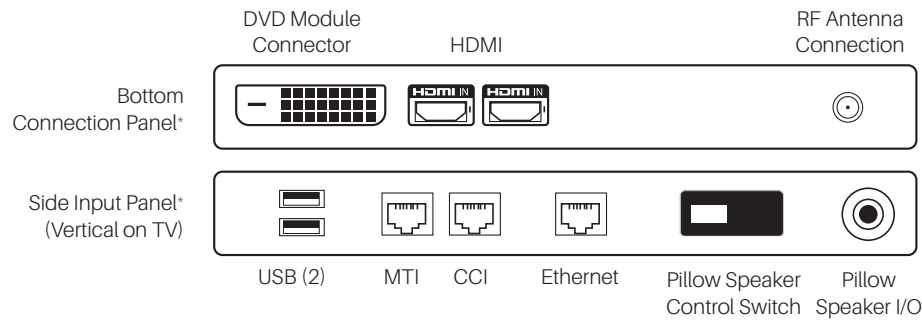 DVD Module
Connector
HDMI
RF Antenna
Connection
Bottom
Connection Panel*
HDMI IN HDMI IN
Side Input Panel*
(Vertical on TV)
USB (2)
MTI
CCI
Ethernet
Pillow Speaker
Control Switch
Pillow
Speaker I/O